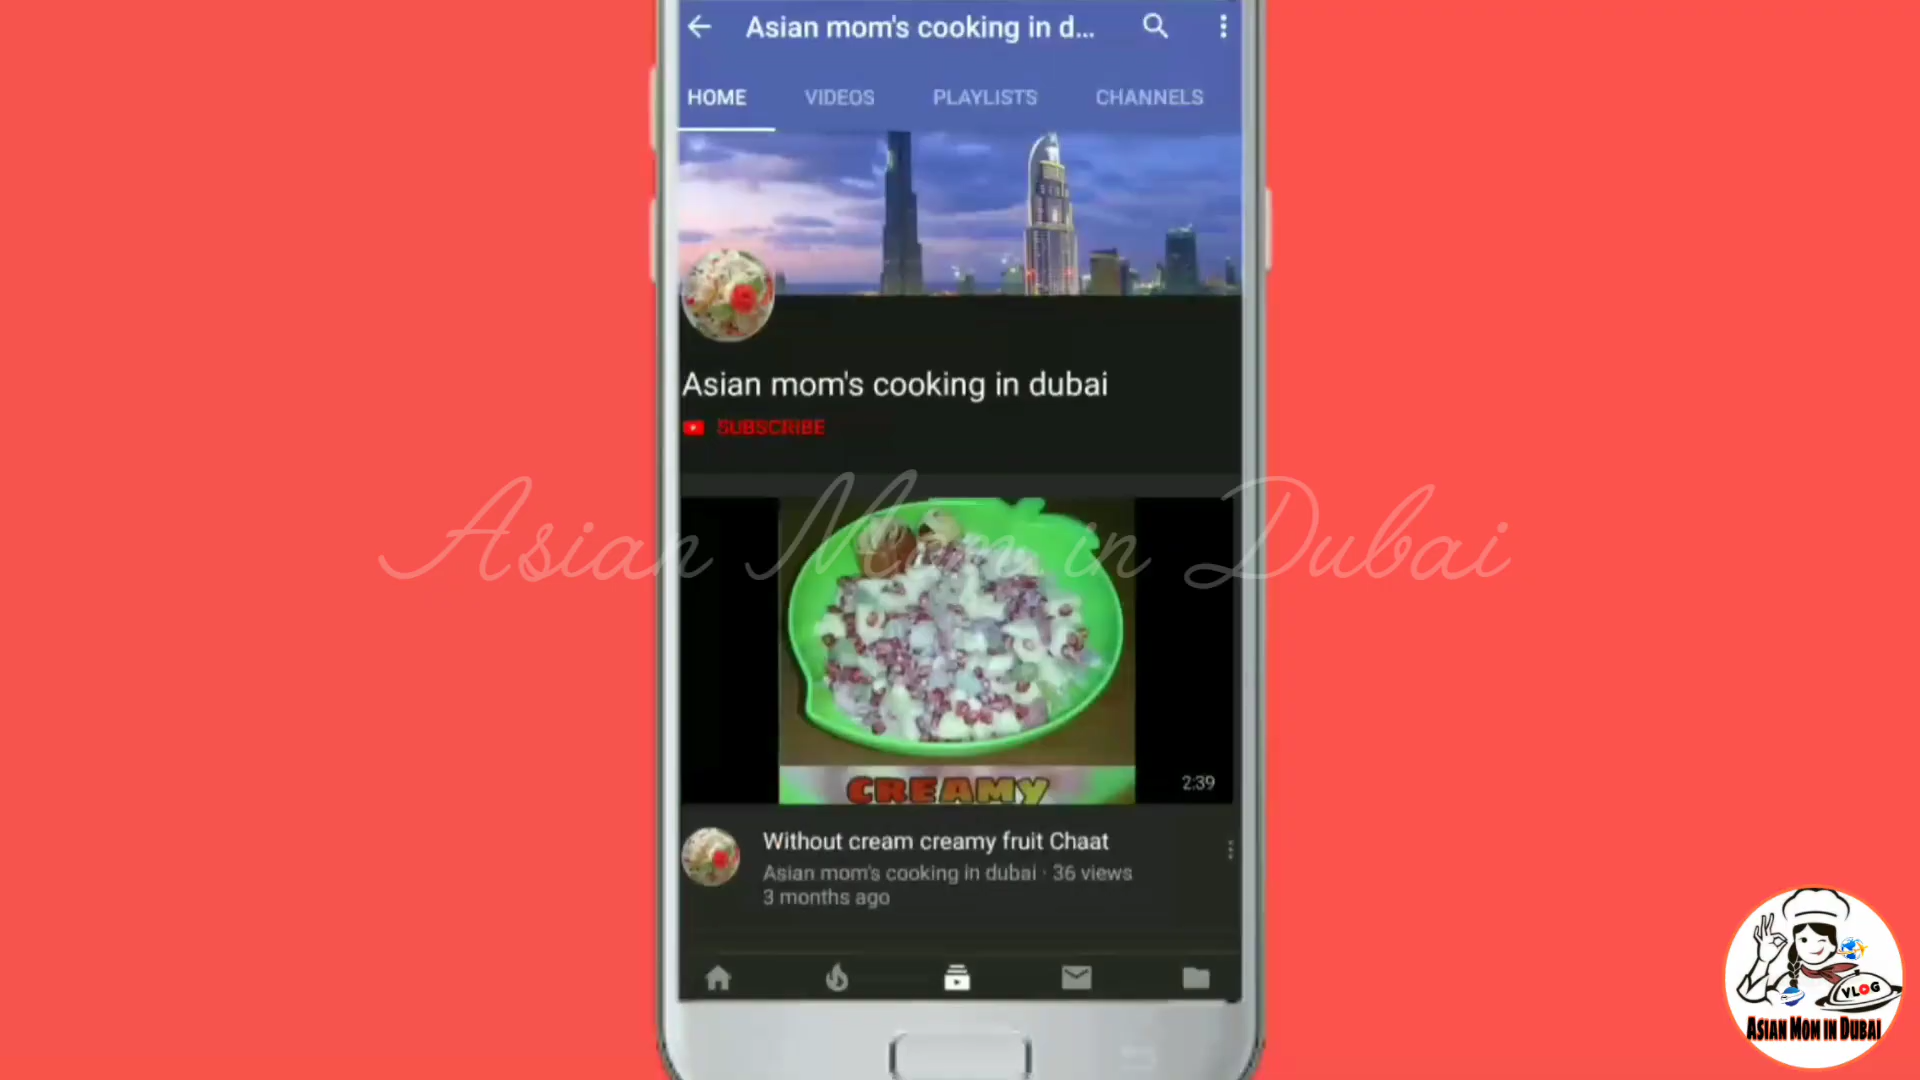 Asian mom's cooking in d...
HOME VIDEOS PLAYLISTS CHANNELS
Asian mom's cooking in dubai
SUBSCRIBE
Asian Mom in Dubai
CREAMY
2:39
Without cream creamy fruit Chaat
Asian mom's cooking in dubai · 36 views
3 months ago
VLOG
ASIAN MOM IN DUBAI